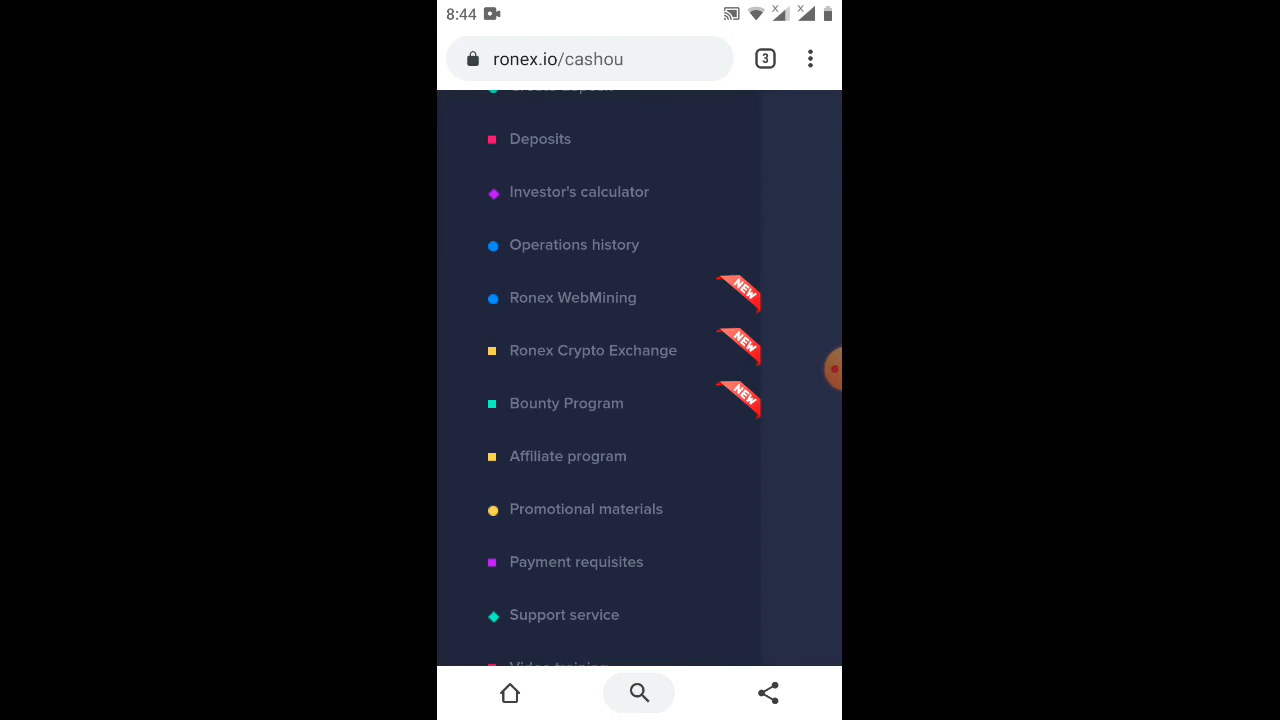 8:44
ronex.io/cashou
3
Deposits
Investor's calculator
Operations history
Ronex WebMining
NEW
Ronex Crypto Exchange
NEW
Bounty Program
NEW
Affiliate program
Promotional materials
Payment requisites
Support service